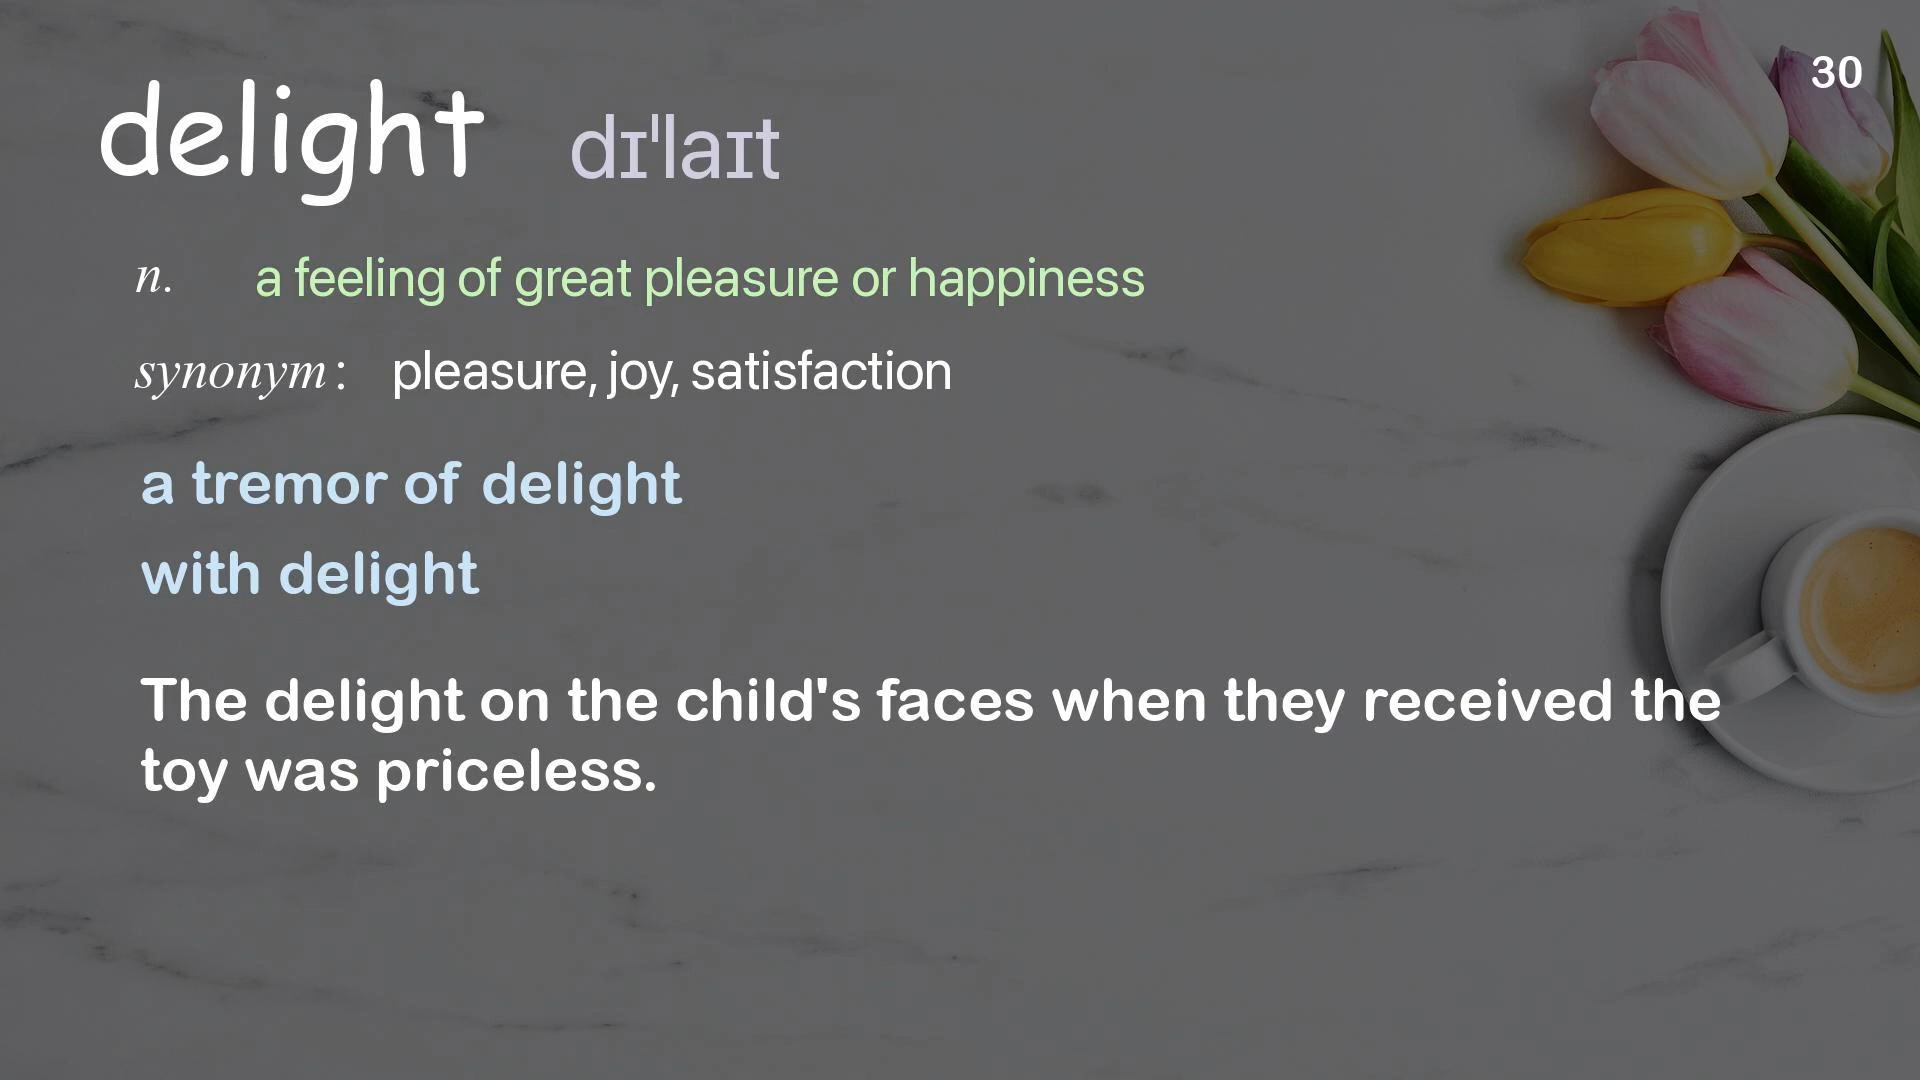 30
delight dɪˈlaɪt
n. a feeling of great pleasure or happiness
synonym: pleasure, joy, satisfaction
a tremor of delight
with delight
The delight on the child's faces when they received the
toy was priceless.